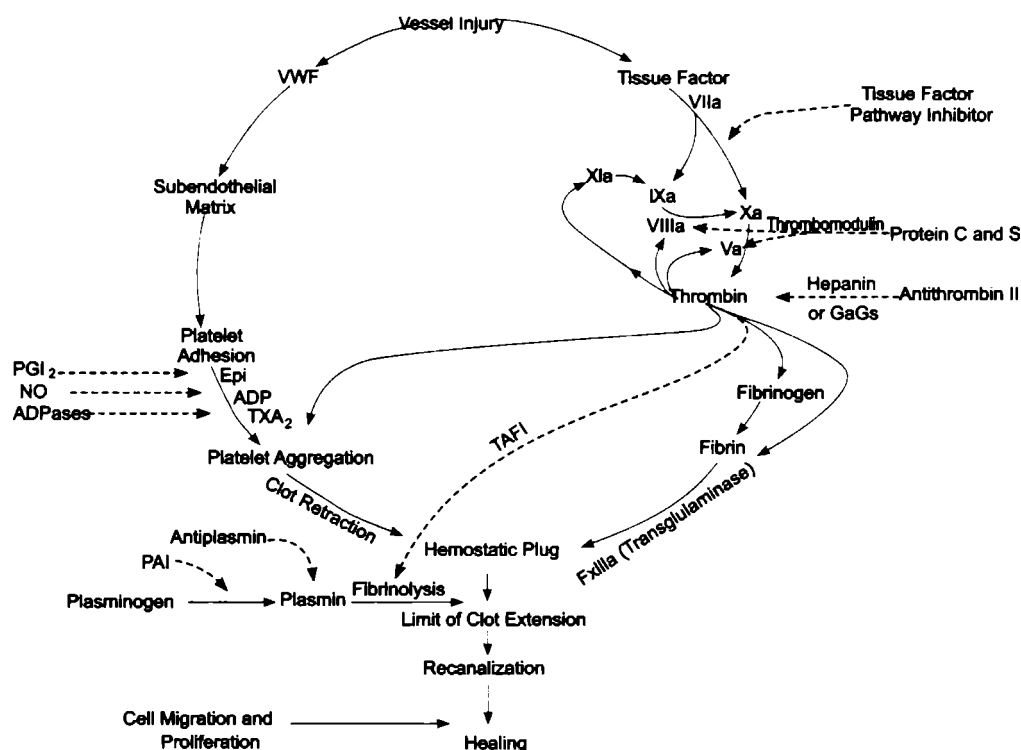 Vessel Injury
VWF
Tissue Factor
VIIa
Tissue Factor
Pathway Inhibitor
Subendothelial
Matrix
XIa
IXa
Xa
VIIIa
Thrombomodulin
Va
Protein C and S
Thrombin
Hepanin
or GaGs
Antithrombin II
Platelet
Adhesion
PGI2
NO
ADPases
Epi
ADP
TXA2
Platelet Aggregation
Fibrinogen
Fibrin
TAFI
Clot Retraction
FxIIIa (Transglulaminase)
Hemostatic Plug
Antiplasmin
PAI
Plasminogen
Plasmin
Fibrinolysis
Limit of Clot Extension
Recanalization
Cell Migration and
Proliferation
Healing